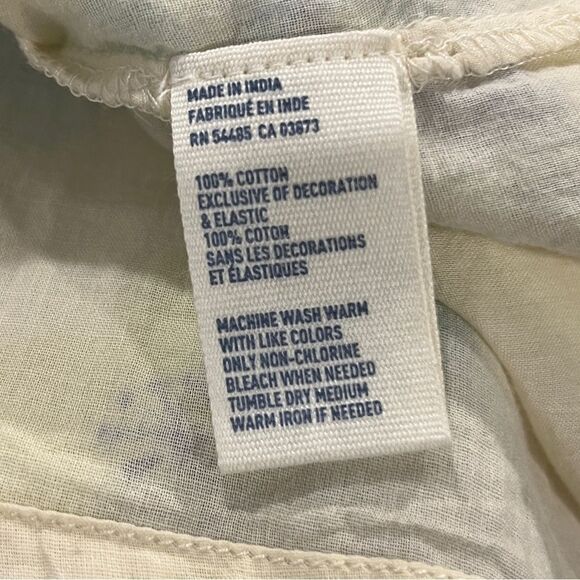 MADE IN INDIA
FABRIQUÉ EN INDE
RN 54485 CA 03673
100% COTTON
EXCLUSIVE OF DECORATION
& ELASTIC
100% COTON
SANS LES DECORATIONS
ET ÉLASTIQUES
MACHINE WASH WARM
WITH LIKE COLORS
ONLY NON-CHLORINE
BLEACH WHEN NEEDED
TUMBLE DRY MEDIUM
WARM IRON IF NEEDED